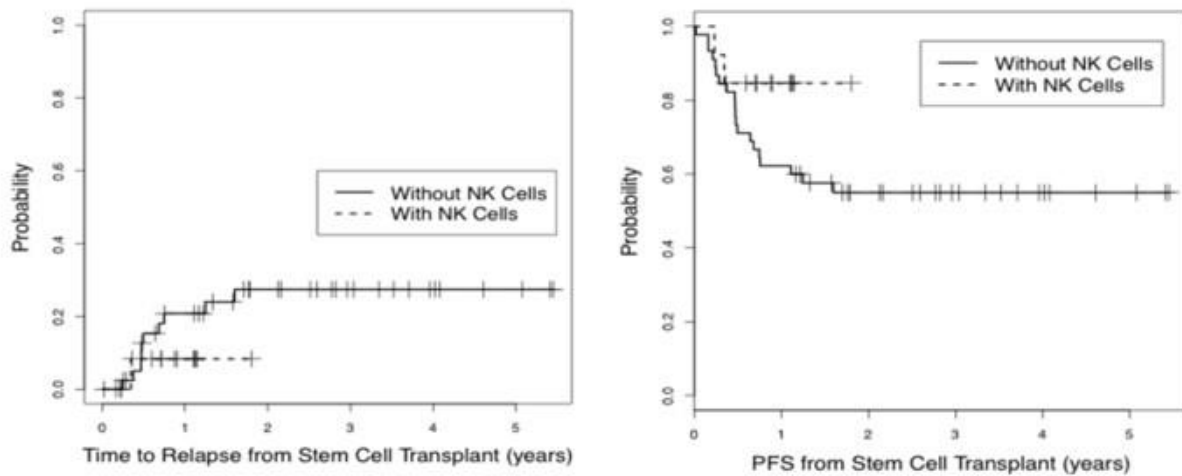 1.0
0.8
0.6
0.4
0.2
0.0
Probability
Without NK Cells
With NK Cells
0 1 2 3 4 5
Time to Relapse from Stem Cell Transplant (years)
1.0
0.8
0.6
0.4
0.2
0.0
Probability
Without NK Cells
With NK Cells
0 1 2 3 4 5
PFS from Stem Cell Transplant (years)